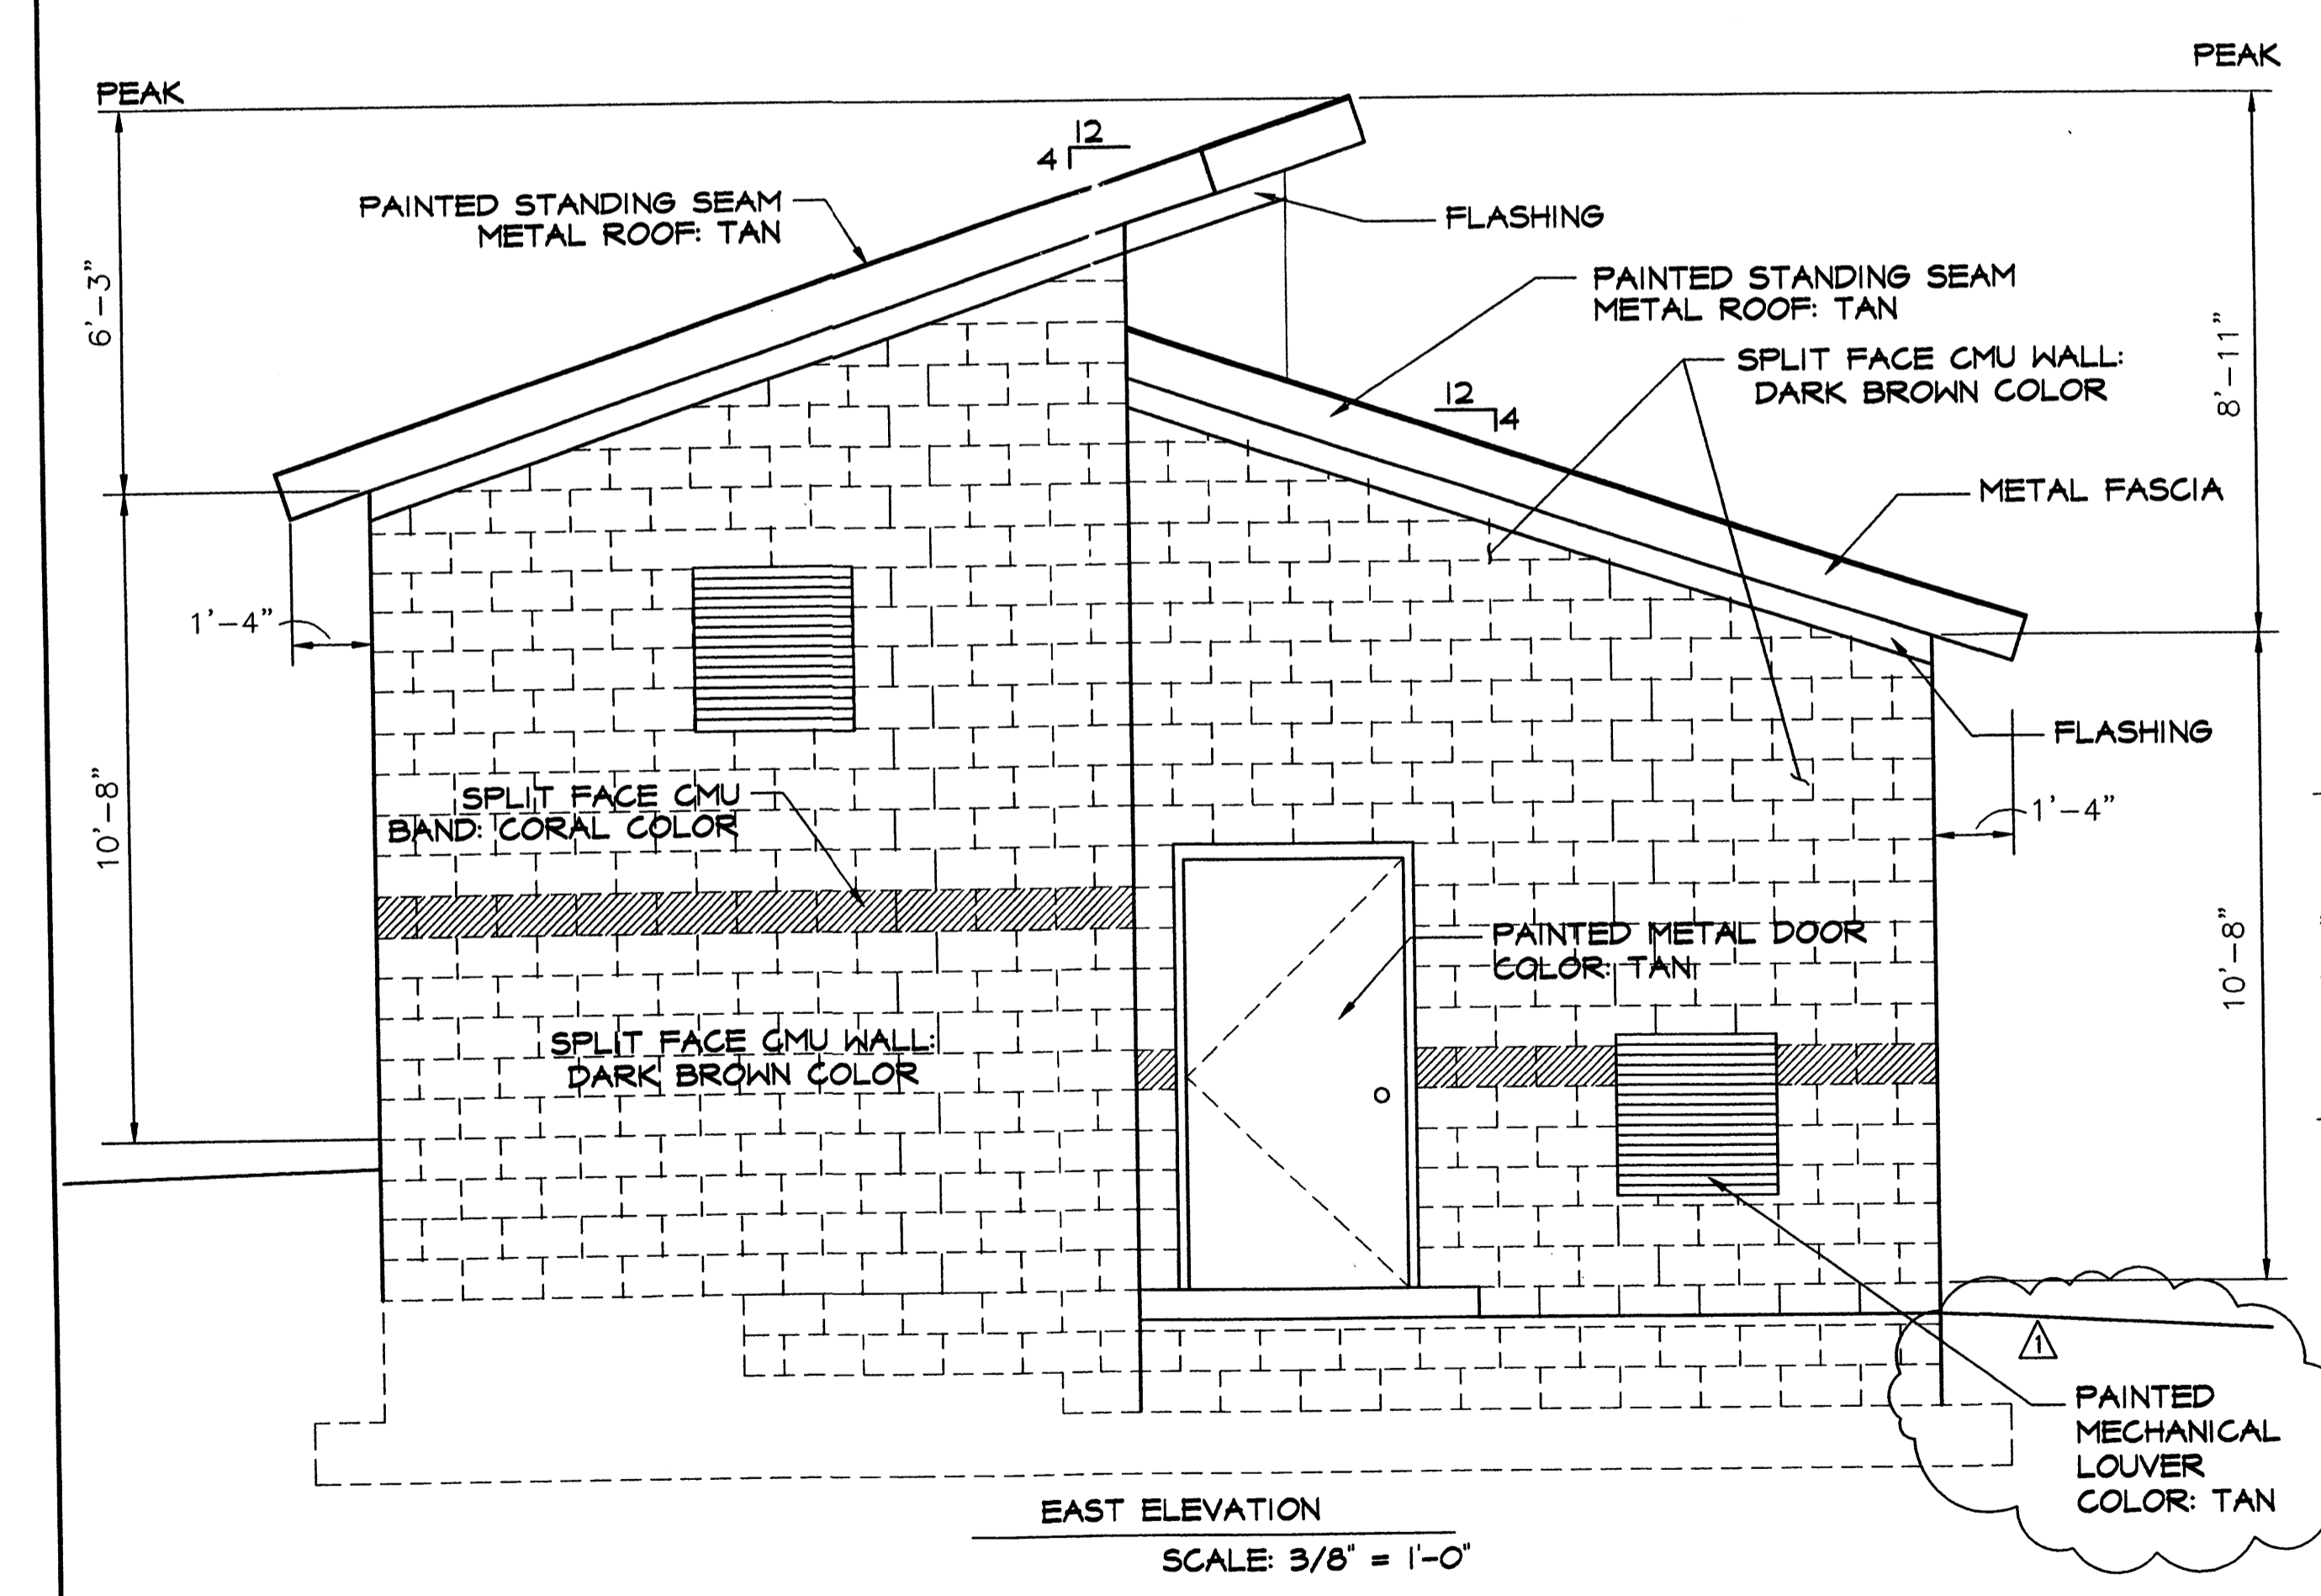 PEAK
PEAK
12
4
PAINTED STANDING SEAM
METAL ROOF: TAN
FLASHING
6'-3"
PAINTED STANDING SEAM
METAL ROOF: TAN
SPLIT FACE CMU WALL:
DARK BROWN COLOR
8'-11"
12
4
METAL FASCIA
1'-4"
FLASHING
10'-8"
SPLIT FACE CMU
BAND: CORAL COLOR
1'-4"
PAINTED METAL DOOR
COLOR: TAN
10'-8"
SPLIT FACE CMU WALL:
DARK BROWN COLOR
1
PAINTED
MECHANICAL
LOUVER
COLOR: TAN
EAST ELEVATION
SCALE: 3/8" = 1'-0"